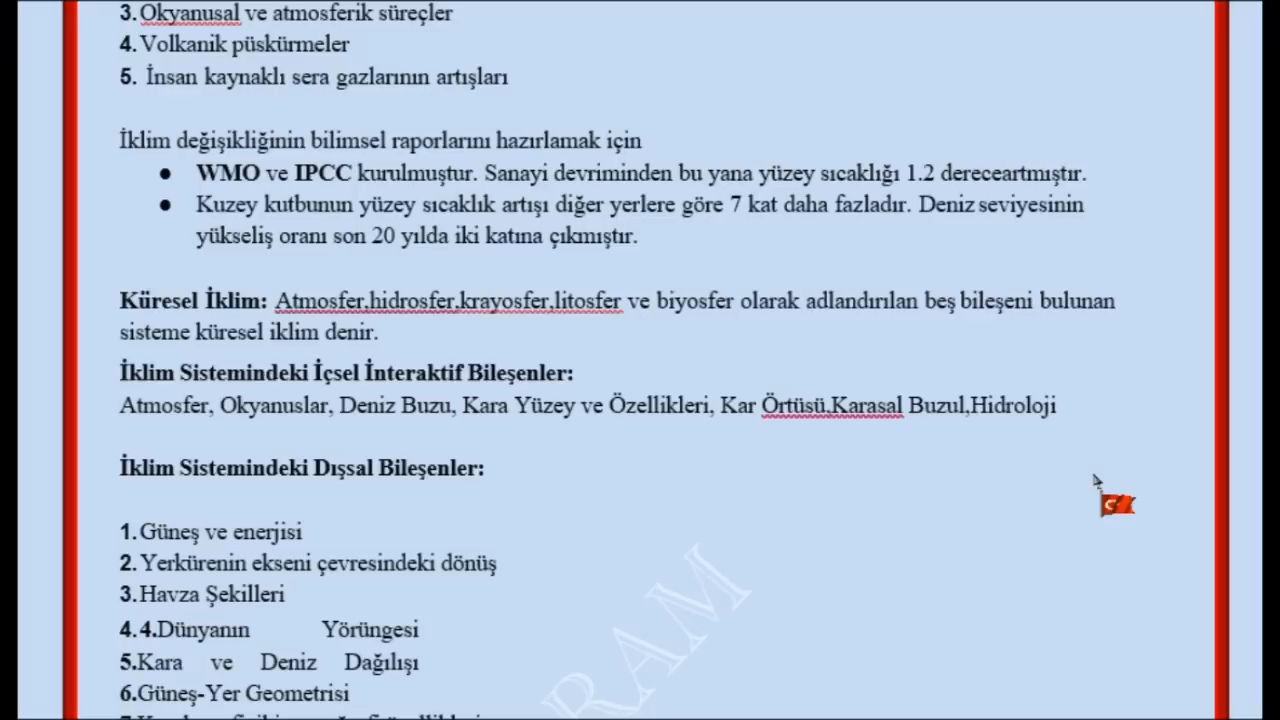 3.Okyanusal ve atmosferik süreçler
4.Volkanik püskürmeler
5. İnsan kaynaklı sera gazlarının artışları
İklim değişikliğinin bilimsel raporlarını hazırlamak için
● WMO ve IPCC kurulmuştur. Sanayi devriminden bu yana yüzey sıcaklığı 1.2 dereceartmıştır.
● Kuzey kutbunun yüzey sıcaklık artışı diğer yerlere göre 7 kat daha fazladır. Deniz seviyesinin
yükseliş oranı son 20 yılda iki katına çıkmıştır.
Küresel İklim: Atmosfer,hidrosfer,krayosfer,litosfer ve biyosfer olarak adlandırılan beş bileşeni bulunan
sisteme küresel iklim denir.
İklim Sistemindeki İçsel İnteraktif Bileşenler:
Atmosfer, Okyanuslar, Deniz Buzu, Kara Yüzey ve Özellikleri, Kar Örtüsü,Karasal Buzul,Hidroloji
İklim Sistemindeki Dışsal Bileşenler:
1.Güneş ve enerjisi
2.Yerkürenin ekseni çevresindeki dönüş
3.Havza Şekilleri
4.4.Dünyanın Yörüngesi
5.Kara ve Deniz Dağılışı
6.Güneş-Yer Geometrisi
RAM